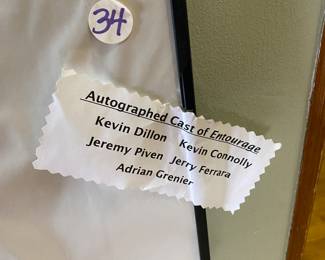 34
Autographed Cast of Entourage
Kevin Dillon Kevin Connolly
Jeremy Piven Jerry Ferrara
Adrian Grenier